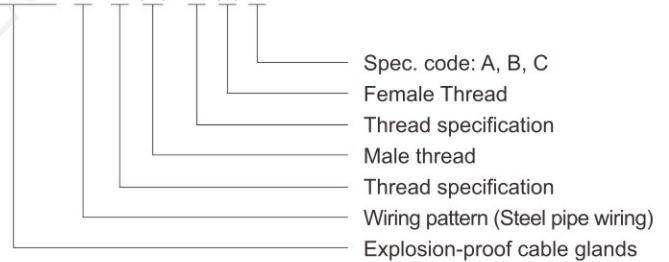 Spec. code: A, B, C
Female Thread
Thread specification
Male thread
Thread specification
Wiring pattern (Steel pipe wiring)
Explosion-proof cable glands